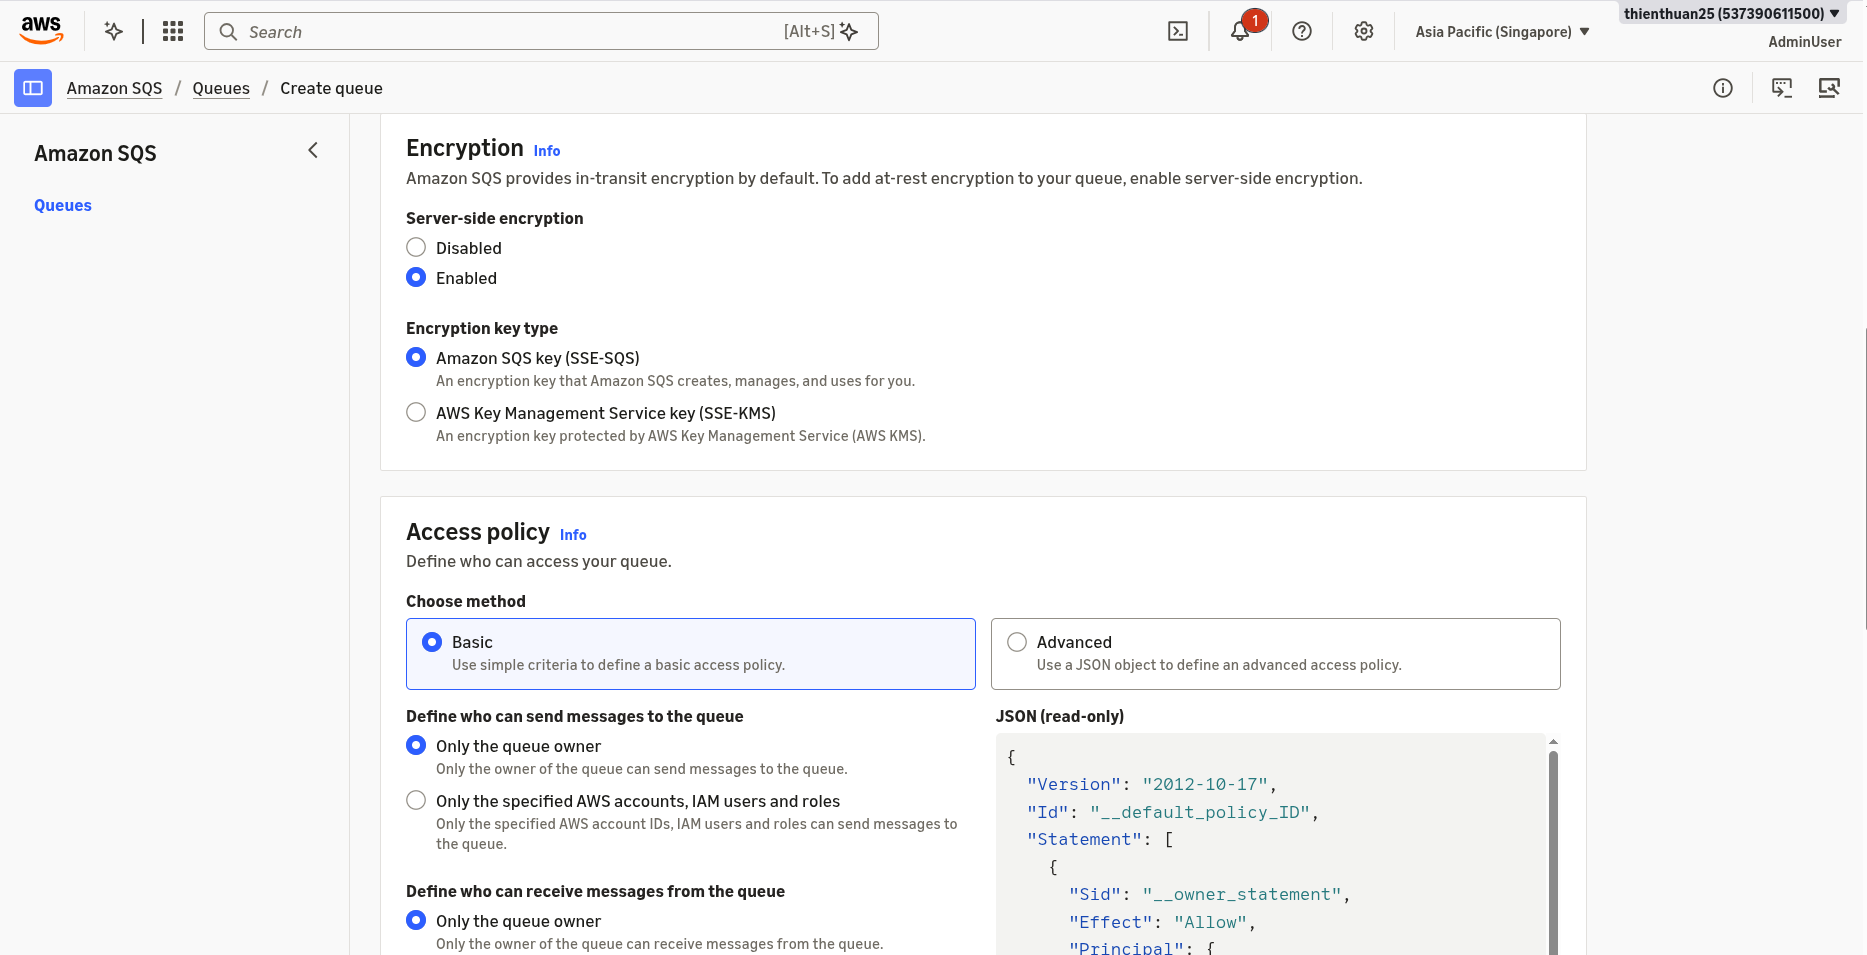 aws
Search
[Alt+S]
1
Asia Pacific (Singapore)
thienthuan25 (537390611500)
AdminUser
Amazon SQS / Queues / Create queue
Amazon SQS
Queues
Encryption Info
Amazon SQS provides in-transit encryption by default. To add at-rest encryption to your queue, enable server-side encryption.
Server-side encryption
Disabled
Enabled
Encryption key type
Amazon SQS key (SSE-SQS)
An encryption key that Amazon SQS creates, manages, and uses for you.
AWS Key Management Service key (SSE-KMS)
An encryption key protected by AWS Key Management Service (AWS KMS).
Access policy Info
Define who can access your queue.
Choose method
Basic
Use simple criteria to define a basic access policy.
Advanced
Use a JSON object to define an advanced access policy.
Define who can send messages to the queue
Only the queue owner
Only the owner of the queue can send messages to the queue.
Only the specified AWS accounts, IAM users and roles
Only the specified AWS account IDs, IAM users and roles can send messages to
the queue.
Define who can receive messages from the queue
Only the queue owner
Only the owner of the queue can receive messages from the queue.
JSON (read-only)
{
"Version": "2012-10-17",
"Id": "__default_policy_ID",
"Statement": [
{
"Sid": "__owner_statement",
"Effect": "Allow",
"Principal": {